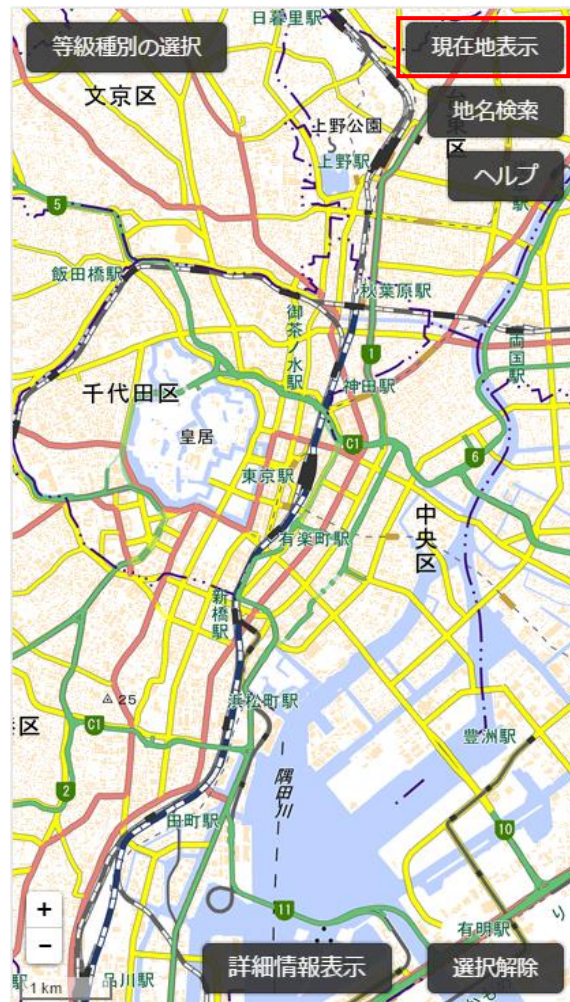 日暮里駅
等級種別の選択
現在地表示
文京区
地名検索
上野公園
区
上野駅
ヘルプ
駅
5
飯田橋駅
秋葉原駅
御茶ノ水駅
両国駅
1
神田駅
千代田区
皇居
C1
6
東京駅
中央区
有楽町駅
新橋駅
25
浜松町駅
区
C1
豊洲駅
2
隅田川
田町駅
10
11
+
有明駅
り
−
詳細情報表示
選択解除
駅
品川駅
1 km